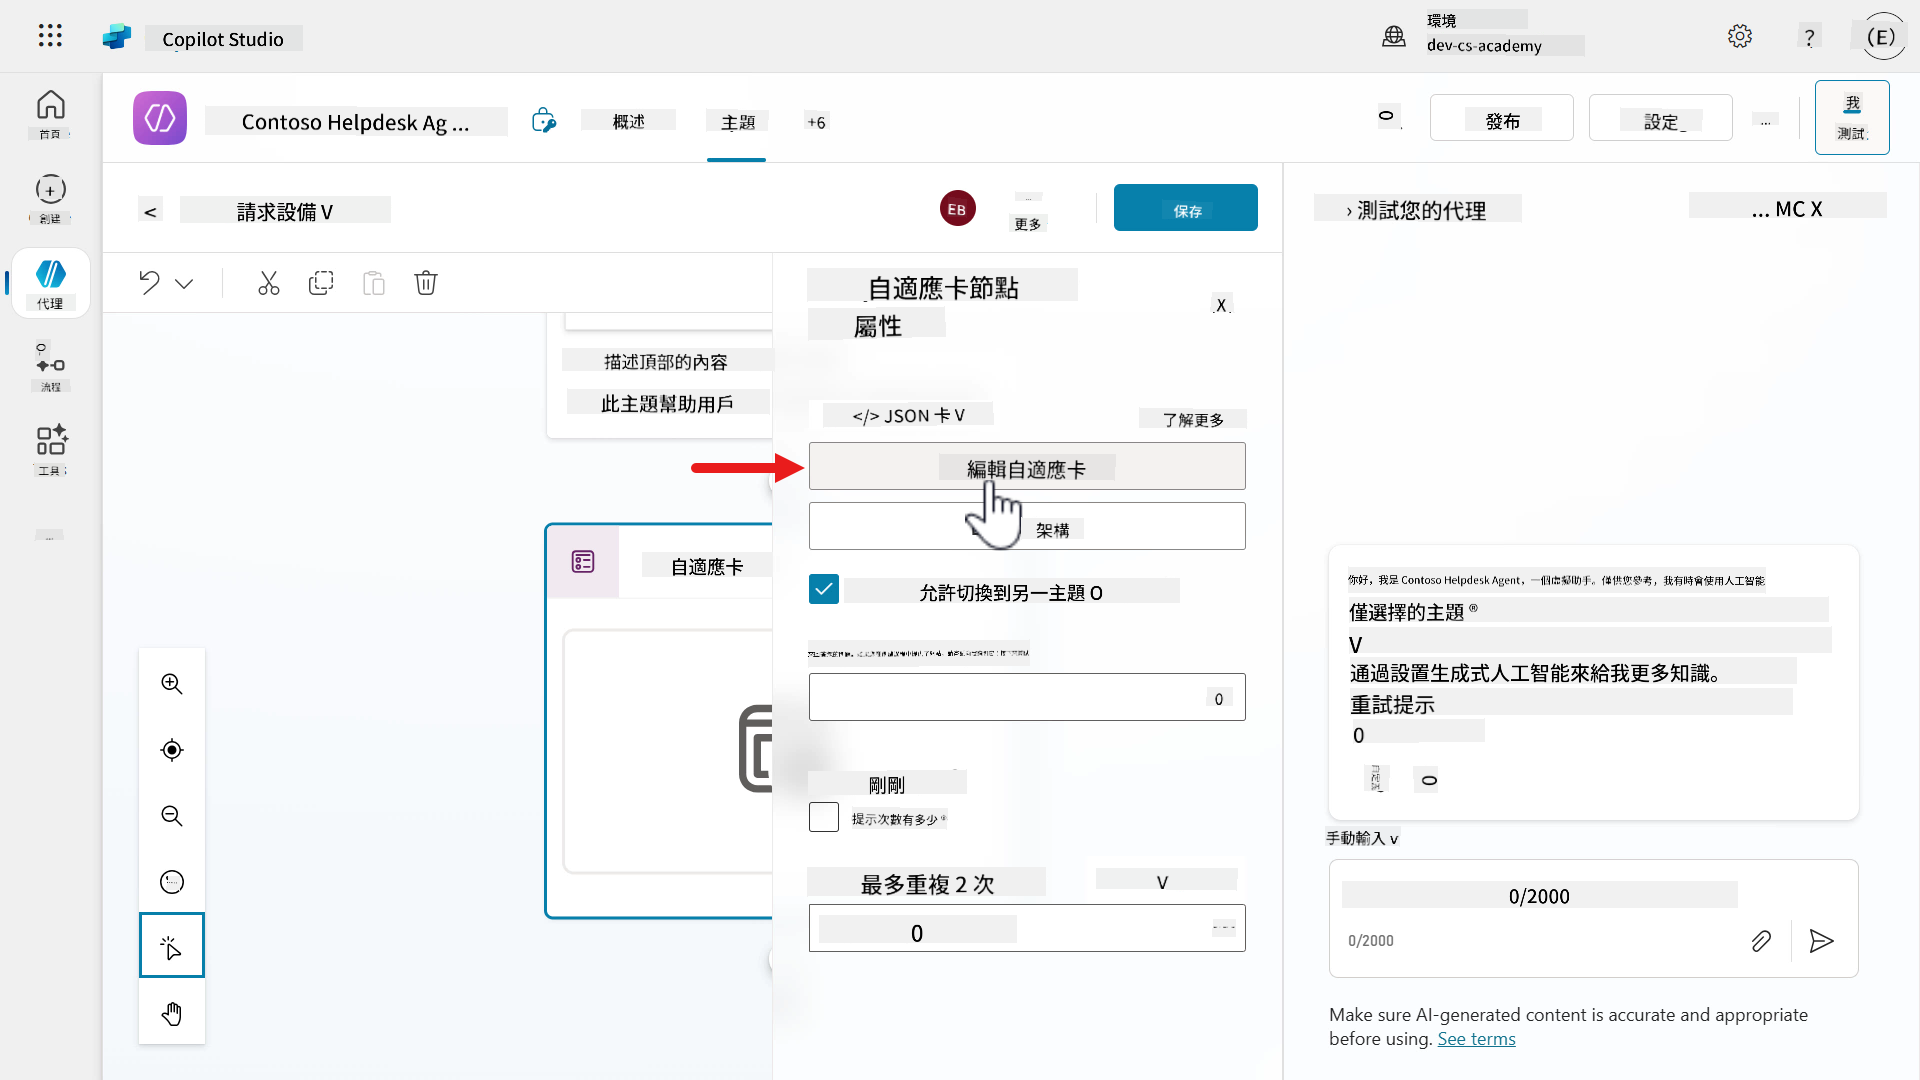 Copilot Studio
環境
dev-cs-academy
?
(E)
首頁
創建
代理
流程
工具
Contoso Helpdesk Ag ...
概述
主題
+6
發布
設定
...
我
測試
<
請求設備 V
EB
更多
保存
› 測試您的代理
... MC X
描述頂部的內容
此主題幫助用戶
自適應卡
自適應卡節點
屬性
X
</> JSON 卡 V
了解更多
編輯自適應卡
架構
允許切換到另一主題 O
0
剛剛
提示次數有多少 ®
最多重複 2 次
V
0
你好，我是 Contoso Helpdesk Agent，一個虛擬助手。僅供您參考，我有時會使用人工智能
僅選擇的主題 ®
V
通過設置生成式人工智能來給我更多知識。
重試提示
0
0
手動輸入 v
0/2000
0/2000
Make sure AI-generated content is accurate and appropriate
before using. See terms